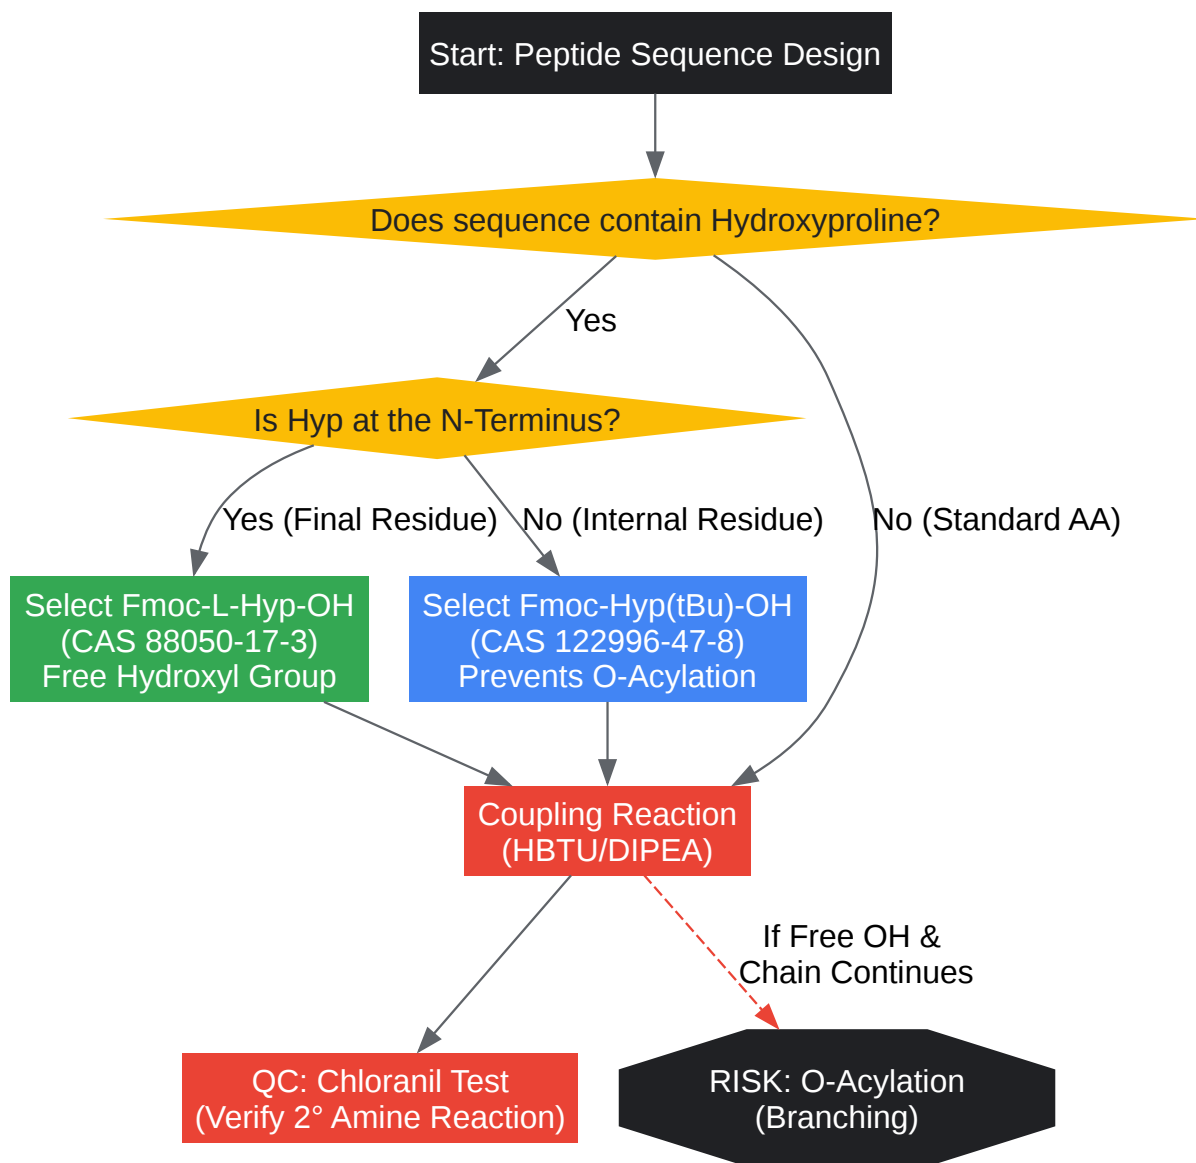 Start: Peptide Sequence Design
Does sequence contain Hydroxyproline?
Yes
Is Hyp at the N-Terminus?
Yes (Final Residue)
No (Internal Residue)
No (Standard AA)
Select Fmoc-L-Hyp-OH
(CAS 88050-17-3)
Free Hydroxyl Group
Select Fmoc-Hyp(tBu)-OH
(CAS 122996-47-8)
Prevents O-Acylation
Coupling Reaction
(HBTU/DIPEA)
If Free OH &
Chain Continues
QC: Chloranil Test
(Verify 2° Amine Reaction)
RISK: O-Acylation
(Branching)